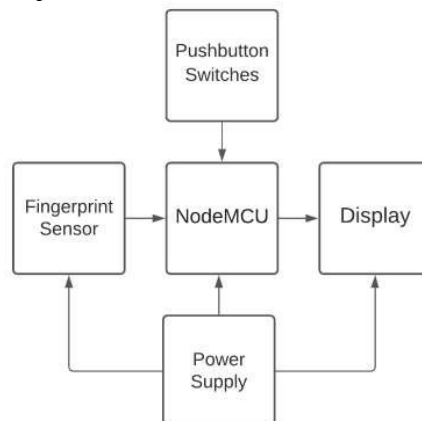 Pushbutton
Switches
Fingerprint
Sensor
NodeMCU
Display
Power
Supply